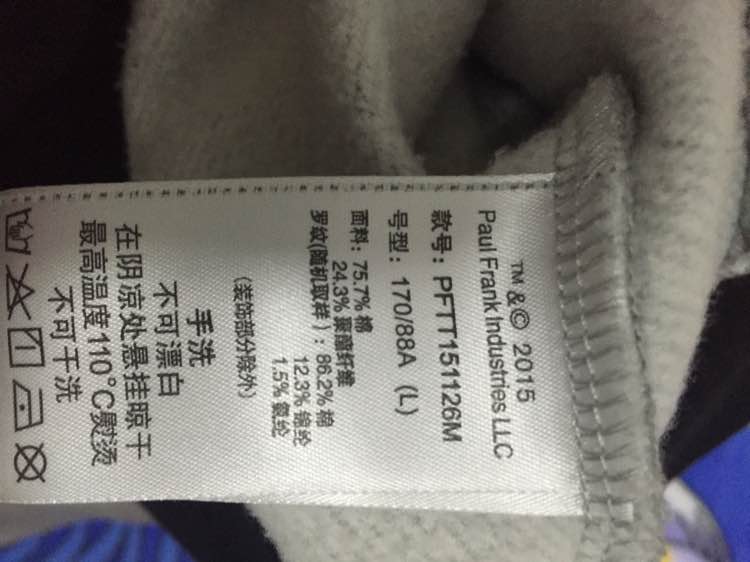 TM & © 2015
Paul Frank Industries LLC
款号：PFTT151126M
号型：170/88A (L)
面料：75.7% 棉
24.3% 聚酯纤维
罗纹(随机取样)：86.2% 棉
12.3% 锦纶
1.5% 氨纶
(装饰部分除外)
手洗
不可漂白
在阴凉处悬挂晾干
最高温度110°C熨烫
不可干洗